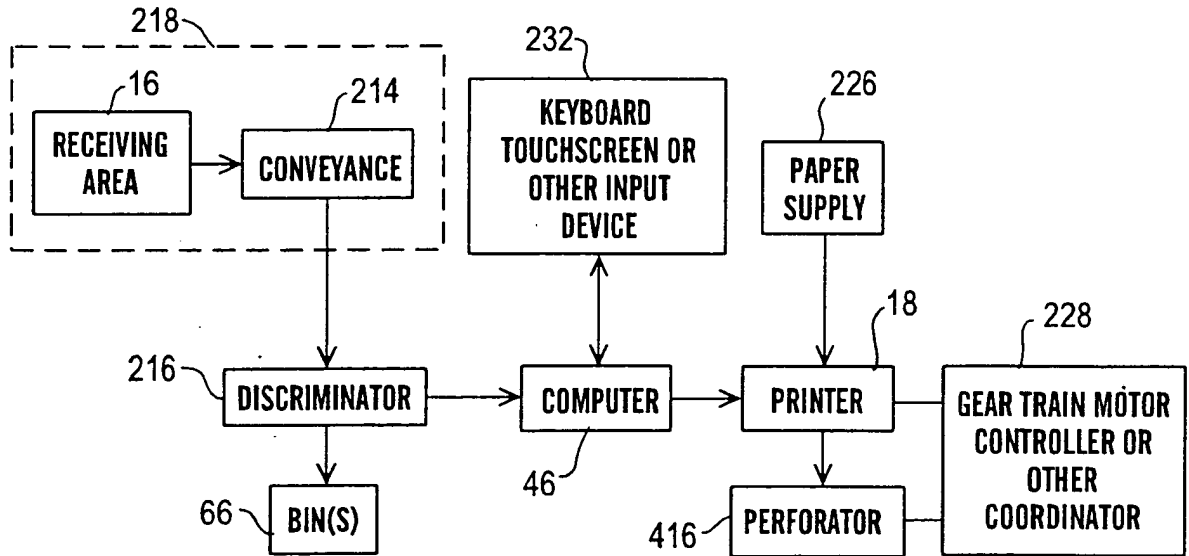 218
16
RECEIVING
AREA
214
CONVEYANCE
232
KEYBOARD
TOUCHSCREEN OR
OTHER INPUT
DEVICE
226
PAPER
SUPPLY
216
DISCRIMINATOR
COMPUTER
46
18
PRINTER
228
GEAR TRAIN MOTOR
CONTROLLER OR
OTHER
COORDINATOR
66
BIN(S)
416
PERFORATOR